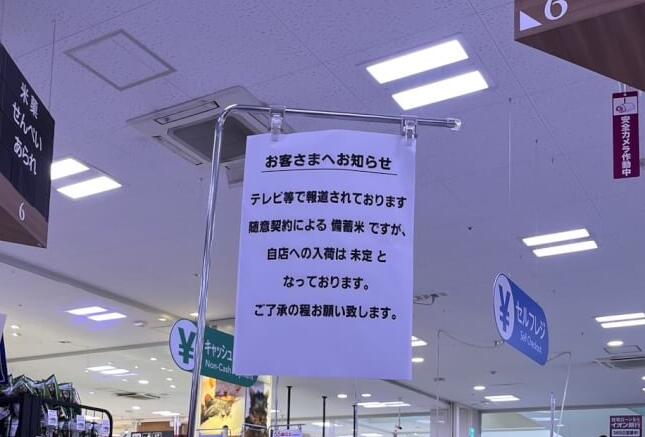 米菓
せんべい
あられ
6
6
安全カメラ作動中
お客さまへお知らせ
テレビ等で報道されております
随意契約による 備蓄米 ですが、
自店への入荷は 未定 と
なっております。
ご了承の程お願い致します。
¥ キャッシュ
Non-Cash
¥ セルフレジ
Self Checkout
イオン銀行